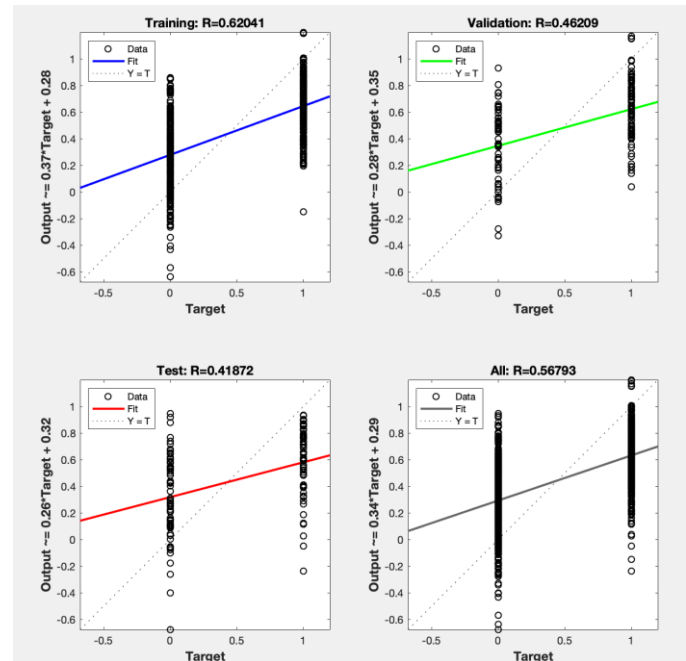 Training: R=0.62041
Output ~= 0.37*Target + 0.28
Data
Fit
Y = T
1
0.8
0.6
0.4
0.2
0
-0.2
-0.4
-0.6
-0.5
0
0.5
1
Target
Validation: R=0.46209
Output ~= 0.28*Target + 0.35
Data
Fit
Y = T
1
0.8
0.6
0.4
0.2
0
-0.2
-0.4
-0.6
-0.5
0
0.5
1
Target
Test: R=0.41872
Output ~= 0.26*Target + 0.32
Data
Fit
Y = T
1
0.8
0.6
0.4
0.2
0
-0.2
-0.4
-0.6
-0.5
0
0.5
1
Target
All: R=0.56793
Output ~= 0.34*Target + 0.29
Data
Fit
Y = T
1
0.8
0.6
0.4
0.2
0
-0.2
-0.4
-0.6
-0.5
0
0.5
1
Target